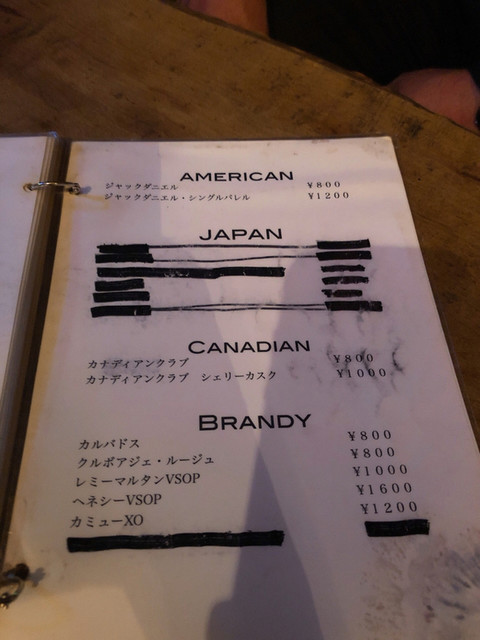 AMERICAN
ジャックダニエル ¥800
ジャックダニエル・シングルバレル ¥1200
JAPAN
CANADIAN
カナディアンクラブ ¥800
カナディアンクラブ シェリーカスク ¥1000
BRANDY
カルバドス ¥800
クルボアジェ・ルージュ ¥800
レミーマルタンVSOP ¥1000
ヘネシーVSOP ¥1600
カミューXO ¥1200